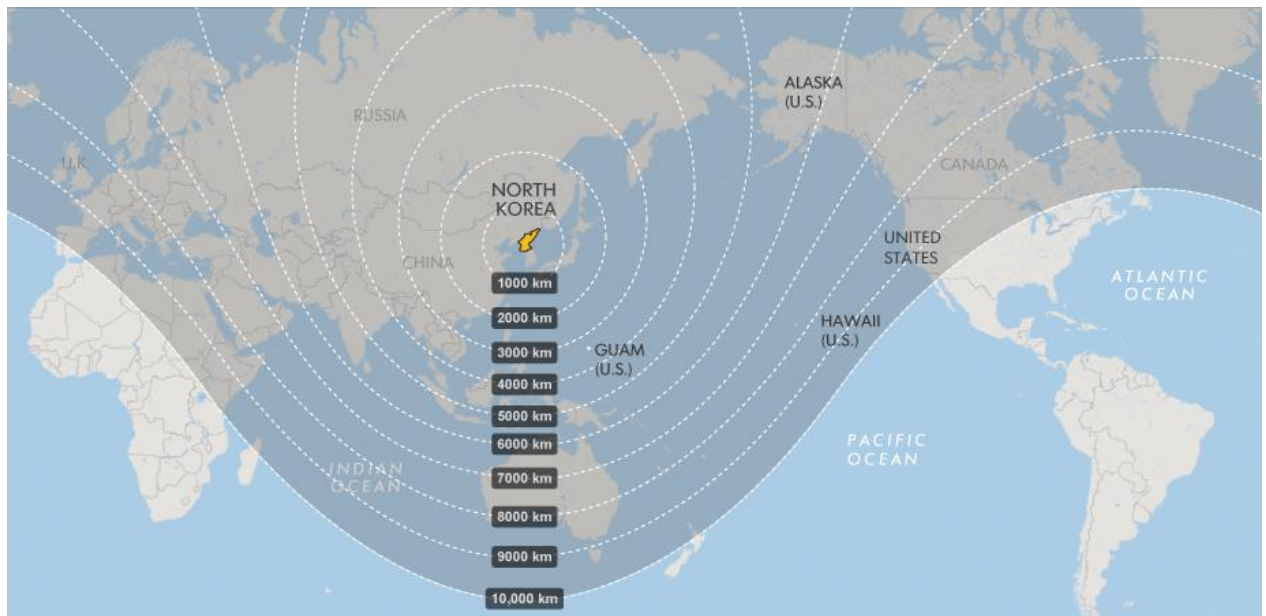 ALASKA
(U.S.)
RUSSIA
U.K.
CANADA
NORTH
KOREA
CHINA
UNITED
STATES
ATLANTIC
OCEAN
1000 km
2000 km
HAWAII
(U.S.)
3000 km
GUAM
(U.S.)
4000 km
5000 km
6000 km
PACIFIC
OCEAN
INDIAN
OCEAN
7000 km
8000 km
9000 km
10,000 km